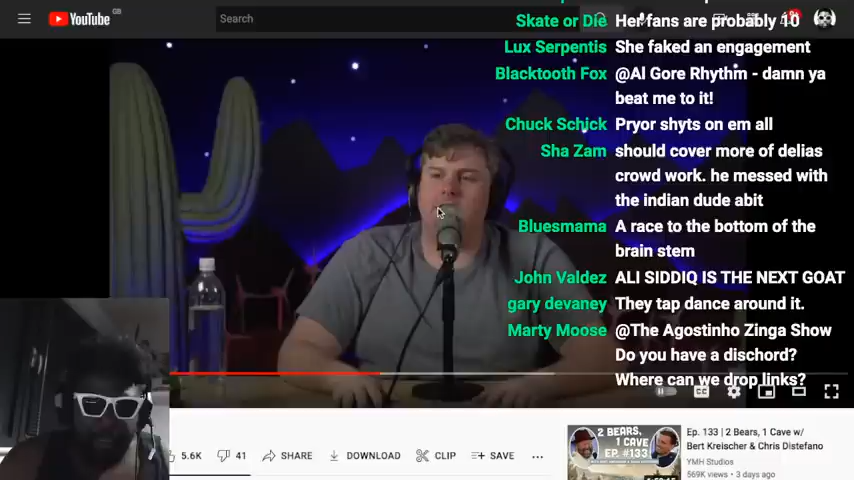 YouTube GB
Search
9+
Skate or Die Her fans are probably 10
Lux Serpentis She faked an engagement
Blacktooth Fox @Al Gore Rhythm - damn ya
beat me to it!
Chuck Schick Pryor shyts on em all
Sha Zam should cover more of delias
crowd work. he messed with
the indian dude abit
Bluesmama A race to the bottom of the
brain stem
John Valdez ALI SIDDIQ IS THE NEXT GOAT
gary devaney They tap dance around it.
Marty Moose @The Agostinho Zinga Show
Do you have a dischord?
Where can we drop links?
5.6K 41 SHARE DOWNLOAD CLIP SAVE
2 BEARS,
1 CAVE
EP. #133
Ep. 133 | 2 Bears, 1 Cave w/
Bert Kreischer & Chris Distefano
YMH Studios
569K views • 3 days ago